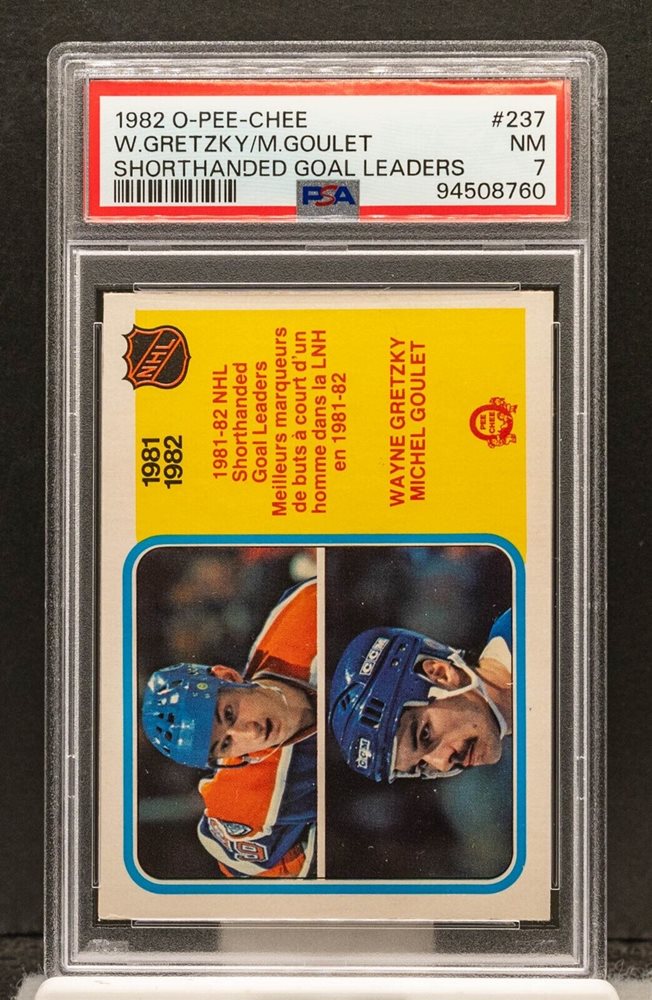 1982 O-PEE-CHEE #237
W.GRETZKY/M.GOULET NM
SHORTHANDED GOAL LEADERS 7
PSA 94508760
NHL
1981
1982
1981-82 NHL
Shorthanded
Goal Leaders
Meilleurs marqueurs
de buts à court d'un
homme dans la LNH
en 1981-82
WAYNE GRETZKY
MICHEL GOULET
O
PEE
CHEE
CCM
CCM